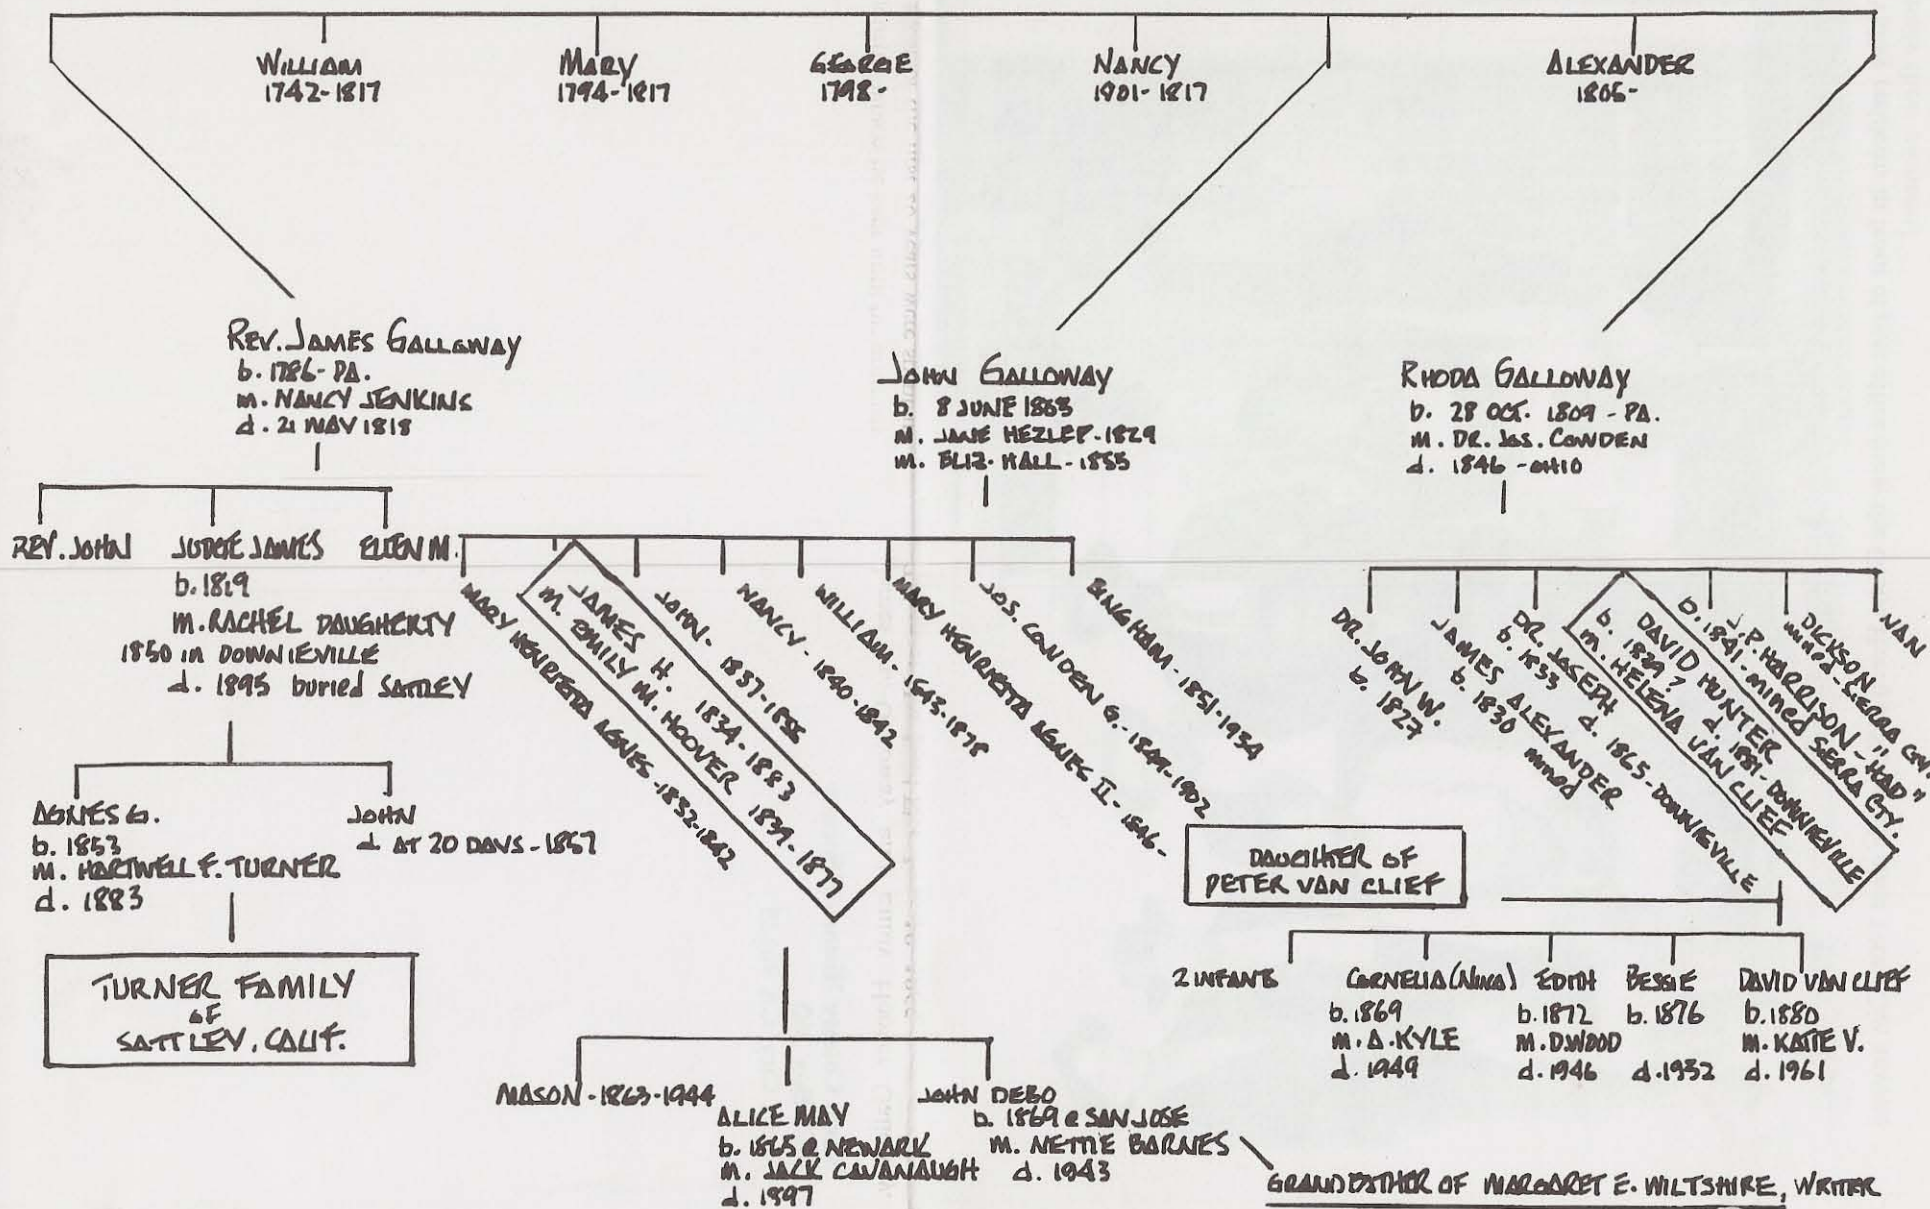 WILLIAM
1742-1817
MARY
1794-1817
GEORGE
1798-
NANCY
1801-1817
ALEXANDER
1805-
REV. JAMES GALLOWAY
b. 1786- PA.
m. NANCY JENKINS
d. 21 MAY 1818
JOHN GALLOWAY
b. 8 JUNE 1803
m. JANE HEZLEP-1829
m. ELIZ. HALL-1855
RHODA GALLOWAY
b. 28 OCT. 1809 - PA.
m. DR. JOS. COWDEN
d. 1846 - OHIO
REV. JOHN
JUDGE JAMES
b. 1819
m. RACHEL DAUGHERTY
1850 in DOWNIEVILLE
d. 1895 buried SATTLEY
ELLEN M.
AGNES G.
b. 1853
m. HARTWELL F. TURNER
d. 1883
JOHN
d. AT 20 DAYS - 1857
TURNER FAMILY
OF
SATTLEY, CALIF.
MARY HENRIETTA AGNES-1832-1842
JAMES H. 1834-1883
m. EMILY M. HOOVER 1839-1877
JOHN- 1837-1855
NANCY-1840-1842
WILLIAM-1843-1878
MARY HENRIETTA AGNES II-1846-
JOS. COWDEN G.-1849-1902
BINGHAM-1851-1934
MASON-1863-1944
ALICE MAY
b. 1865 @ NEWARK
m. JACK CAVANAUGH
d. 1897
JOHN DEBO
b. 1869 @ SAN JOSE
m. NETTIE BARNES
d. 1943
GRANDFATHER OF MARGARET E. WILTSHIRE, WRITER
DR. JOHN W.
b. 1827
JAMES ALEXANDER
b. 1830 mined
DR. JOSEPH
b. 1833 d. 1865-DOWNIEVILLE
DAVID HUNTER
b. 1839? d. 1881-DOWNIEVILLE
m. HELENA VAN CLIEF
J.P. HARRISON-"HAD"
b. 1841-mined SIERRA CTY.
DICKSON
mined-SIERRA CTY.
NAN
DAUGHTER OF
PETER VAN CLIEF
2 INFANTS
CORNELIA (NINA)
b. 1869
m. A. KYLE
d. 1949
EDITH
b. 1872
m. D. WOOD
d. 1946
BESSIE
b. 1876
d. 1952
DAVID VAN CLIEF
b. 1880
m. KATIE V.
d. 1961